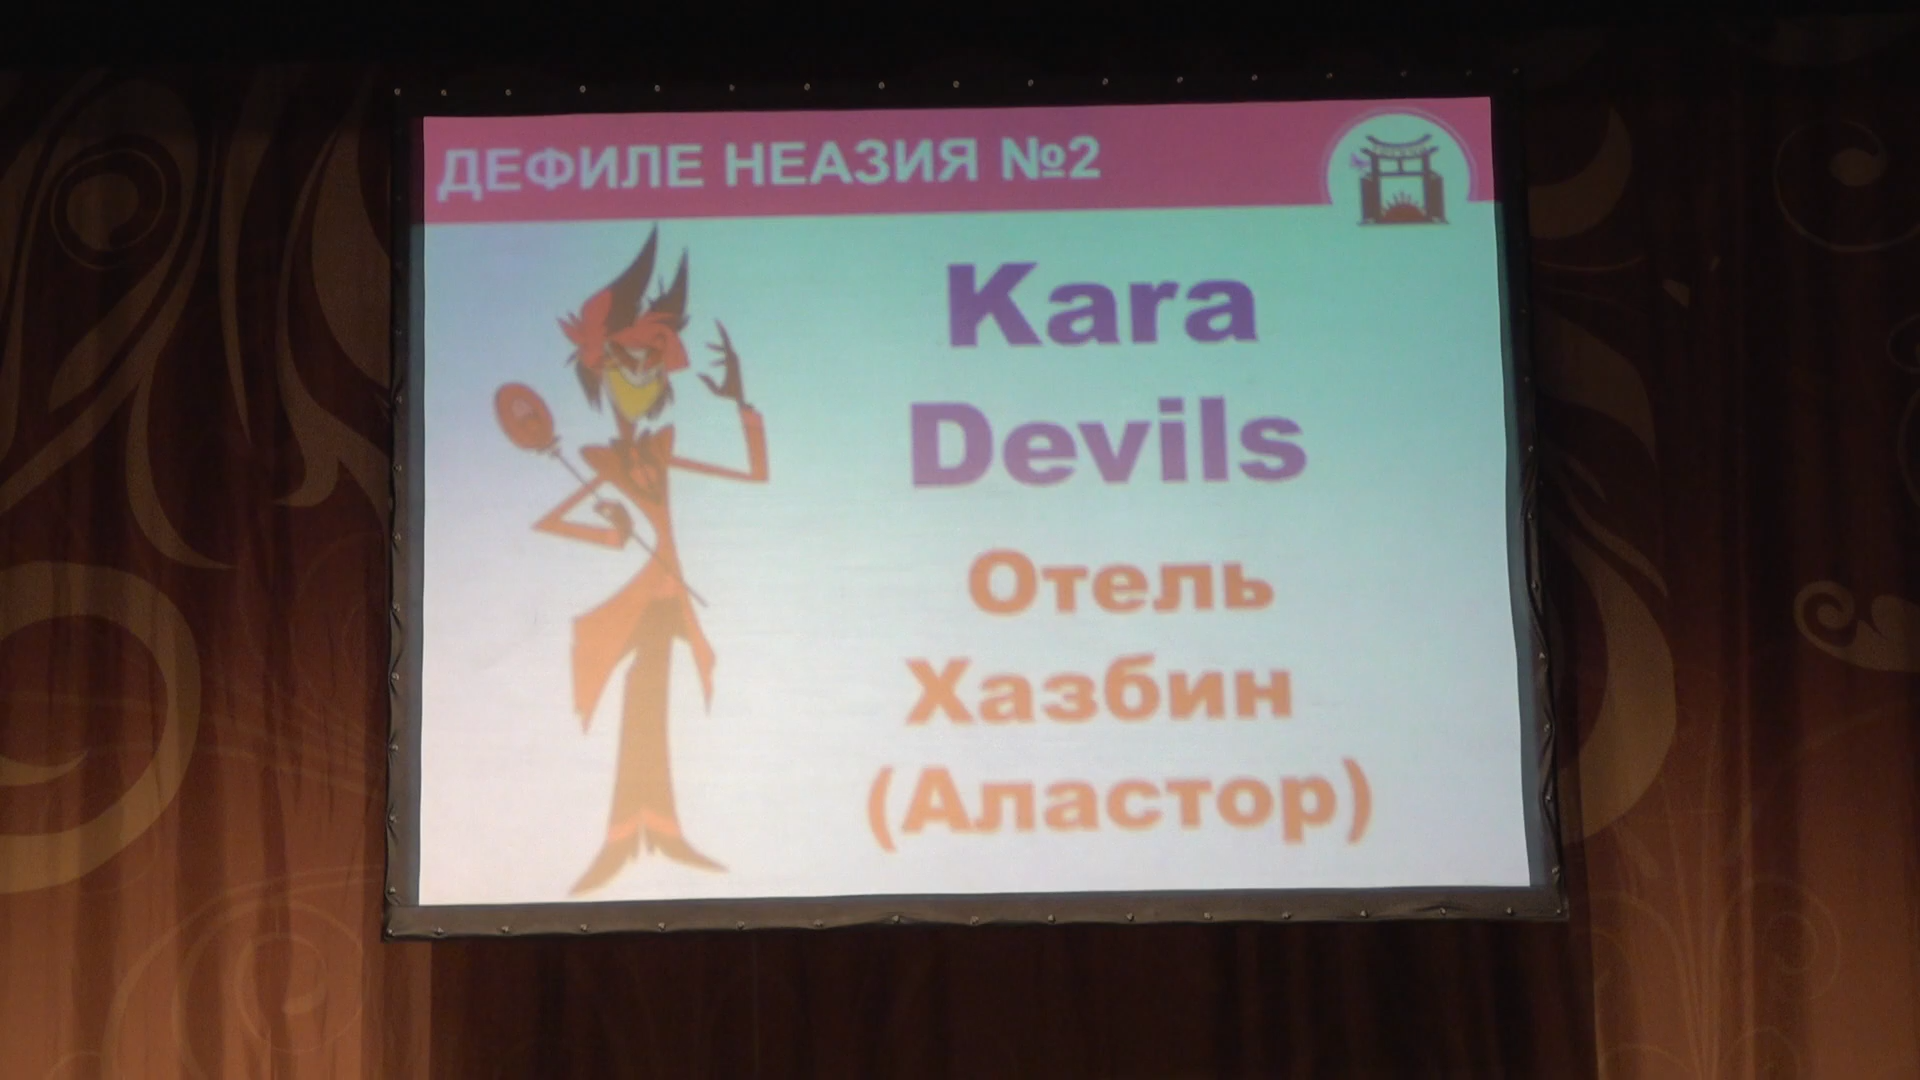 ДЕФИЛЕ НЕАЗИЯ №2
Kara
Devils
Отель
Хазбин
(Аластор)